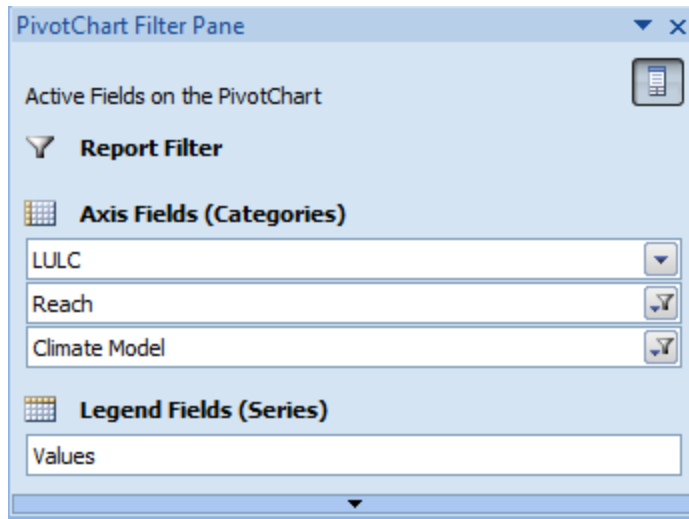 PivotChart Filter Pane
Active Fields on the PivotChart
Report Filter
Axis Fields (Categories)
LULC
Reach
Climate Model
Legend Fields (Series)
Values